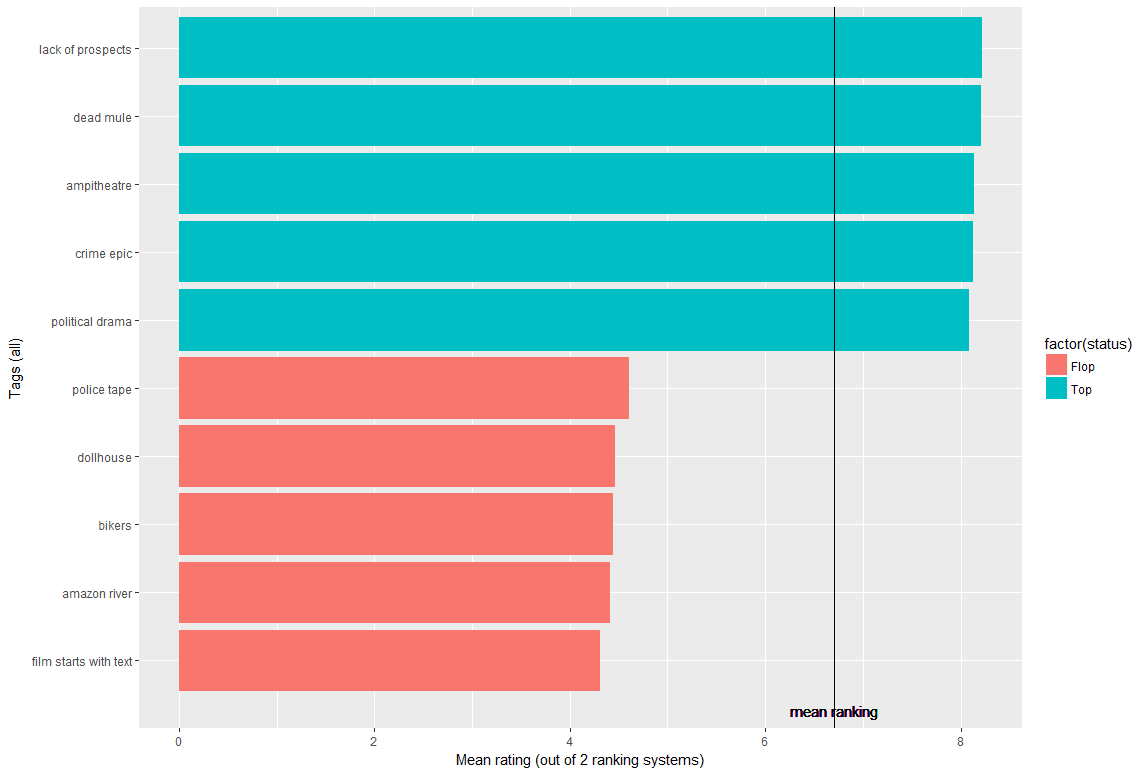 lack of prospects
dead mule
ampitheatre
crime epic
political drama
police tape
dollhouse
bikers
amazon river
film starts with text
Tags (all)
mean ranking
0 2 4 6 8
Mean rating (out of 2 ranking systems)
factor(status)
Flop
Top